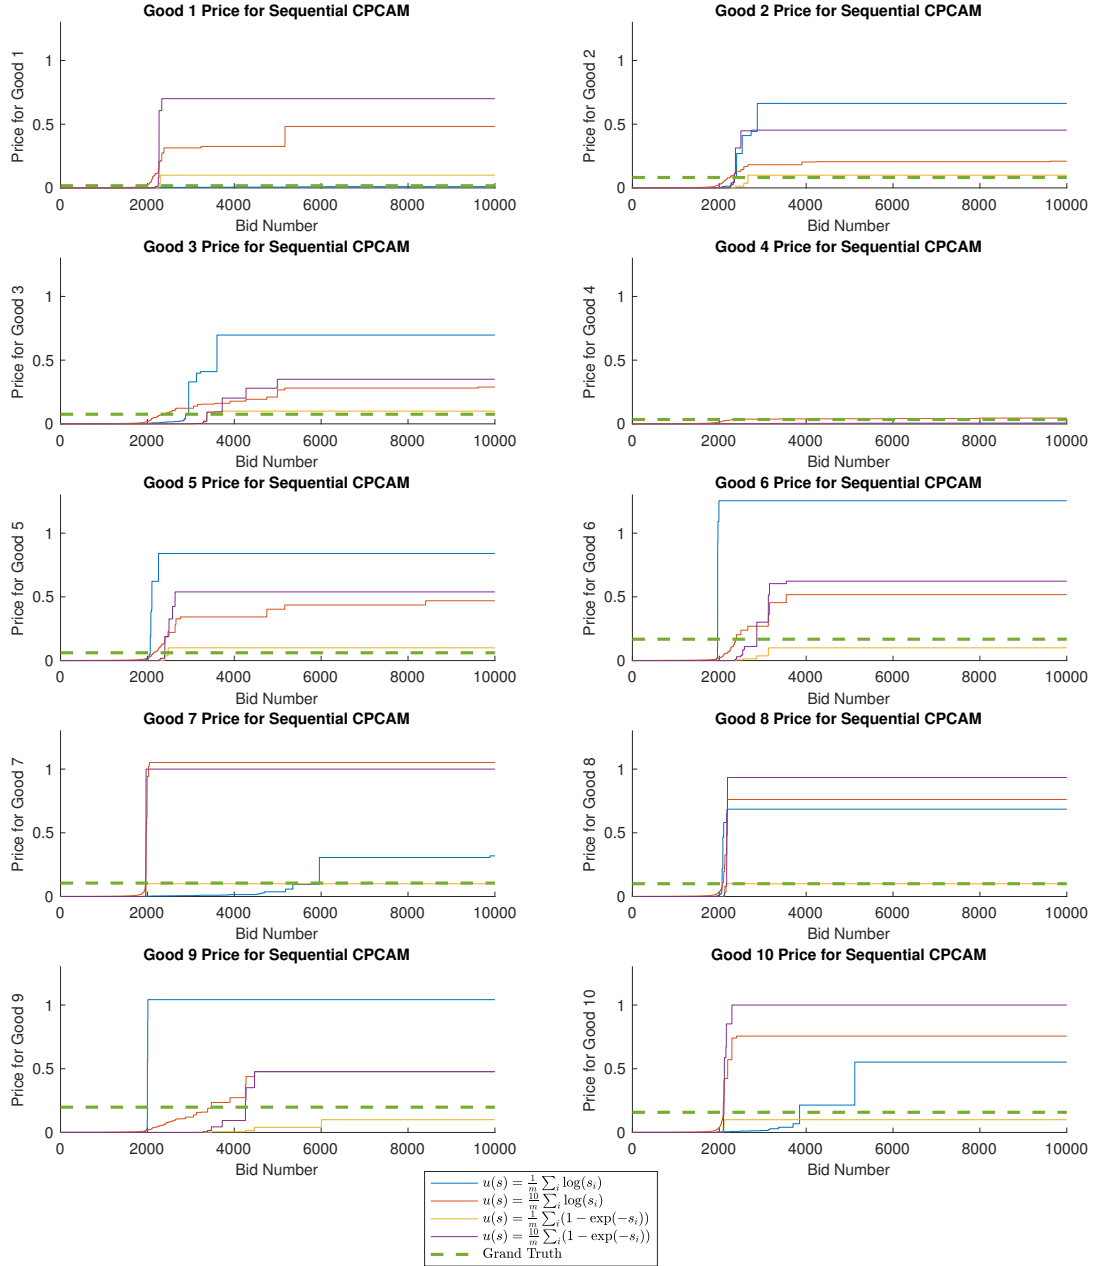 Good 1 Price for Sequential CPCAM
Price for Good 1
1
0.5
0
0 2000 4000 6000 8000 10000
Bid Number
Good 2 Price for Sequential CPCAM
Price for Good 2
1
0.5
0
0 2000 4000 6000 8000 10000
Bid Number
Good 3 Price for Sequential CPCAM
Price for Good 3
1
0.5
0
0 2000 4000 6000 8000 10000
Bid Number
Good 4 Price for Sequential CPCAM
Price for Good 4
1
0.5
0
0 2000 4000 6000 8000 10000
Bid Number
Good 5 Price for Sequential CPCAM
Price for Good 5
1
0.5
0
0 2000 4000 6000 8000 10000
Bid Number
Good 6 Price for Sequential CPCAM
Price for Good 6
1
0.5
0
0 2000 4000 6000 8000 10000
Bid Number
Good 7 Price for Sequential CPCAM
Price for Good 7
1
0.5
0
0 2000 4000 6000 8000 10000
Bid Number
Good 8 Price for Sequential CPCAM
Price for Good 8
1
0.5
0
0 2000 4000 6000 8000 10000
Bid Number
Good 9 Price for Sequential CPCAM
Price for Good 9
1
0.5
0
0 2000 4000 6000 8000 10000
Bid Number
Good 10 Price for Sequential CPCAM
Price for Good 10
1
0.5
0
0 2000 4000 6000 8000 10000
Bid Number
u(s) = \frac{1}{m} \sum_i log(s_i)
u(s) = \frac{10}{m} \sum_i log(s_i)
u(s) = \frac{1}{m} \sum_i (1 − exp(−s_i))
u(s) = \frac{10}{m} \sum_i (1 − exp(−s_i))
Grand Truth